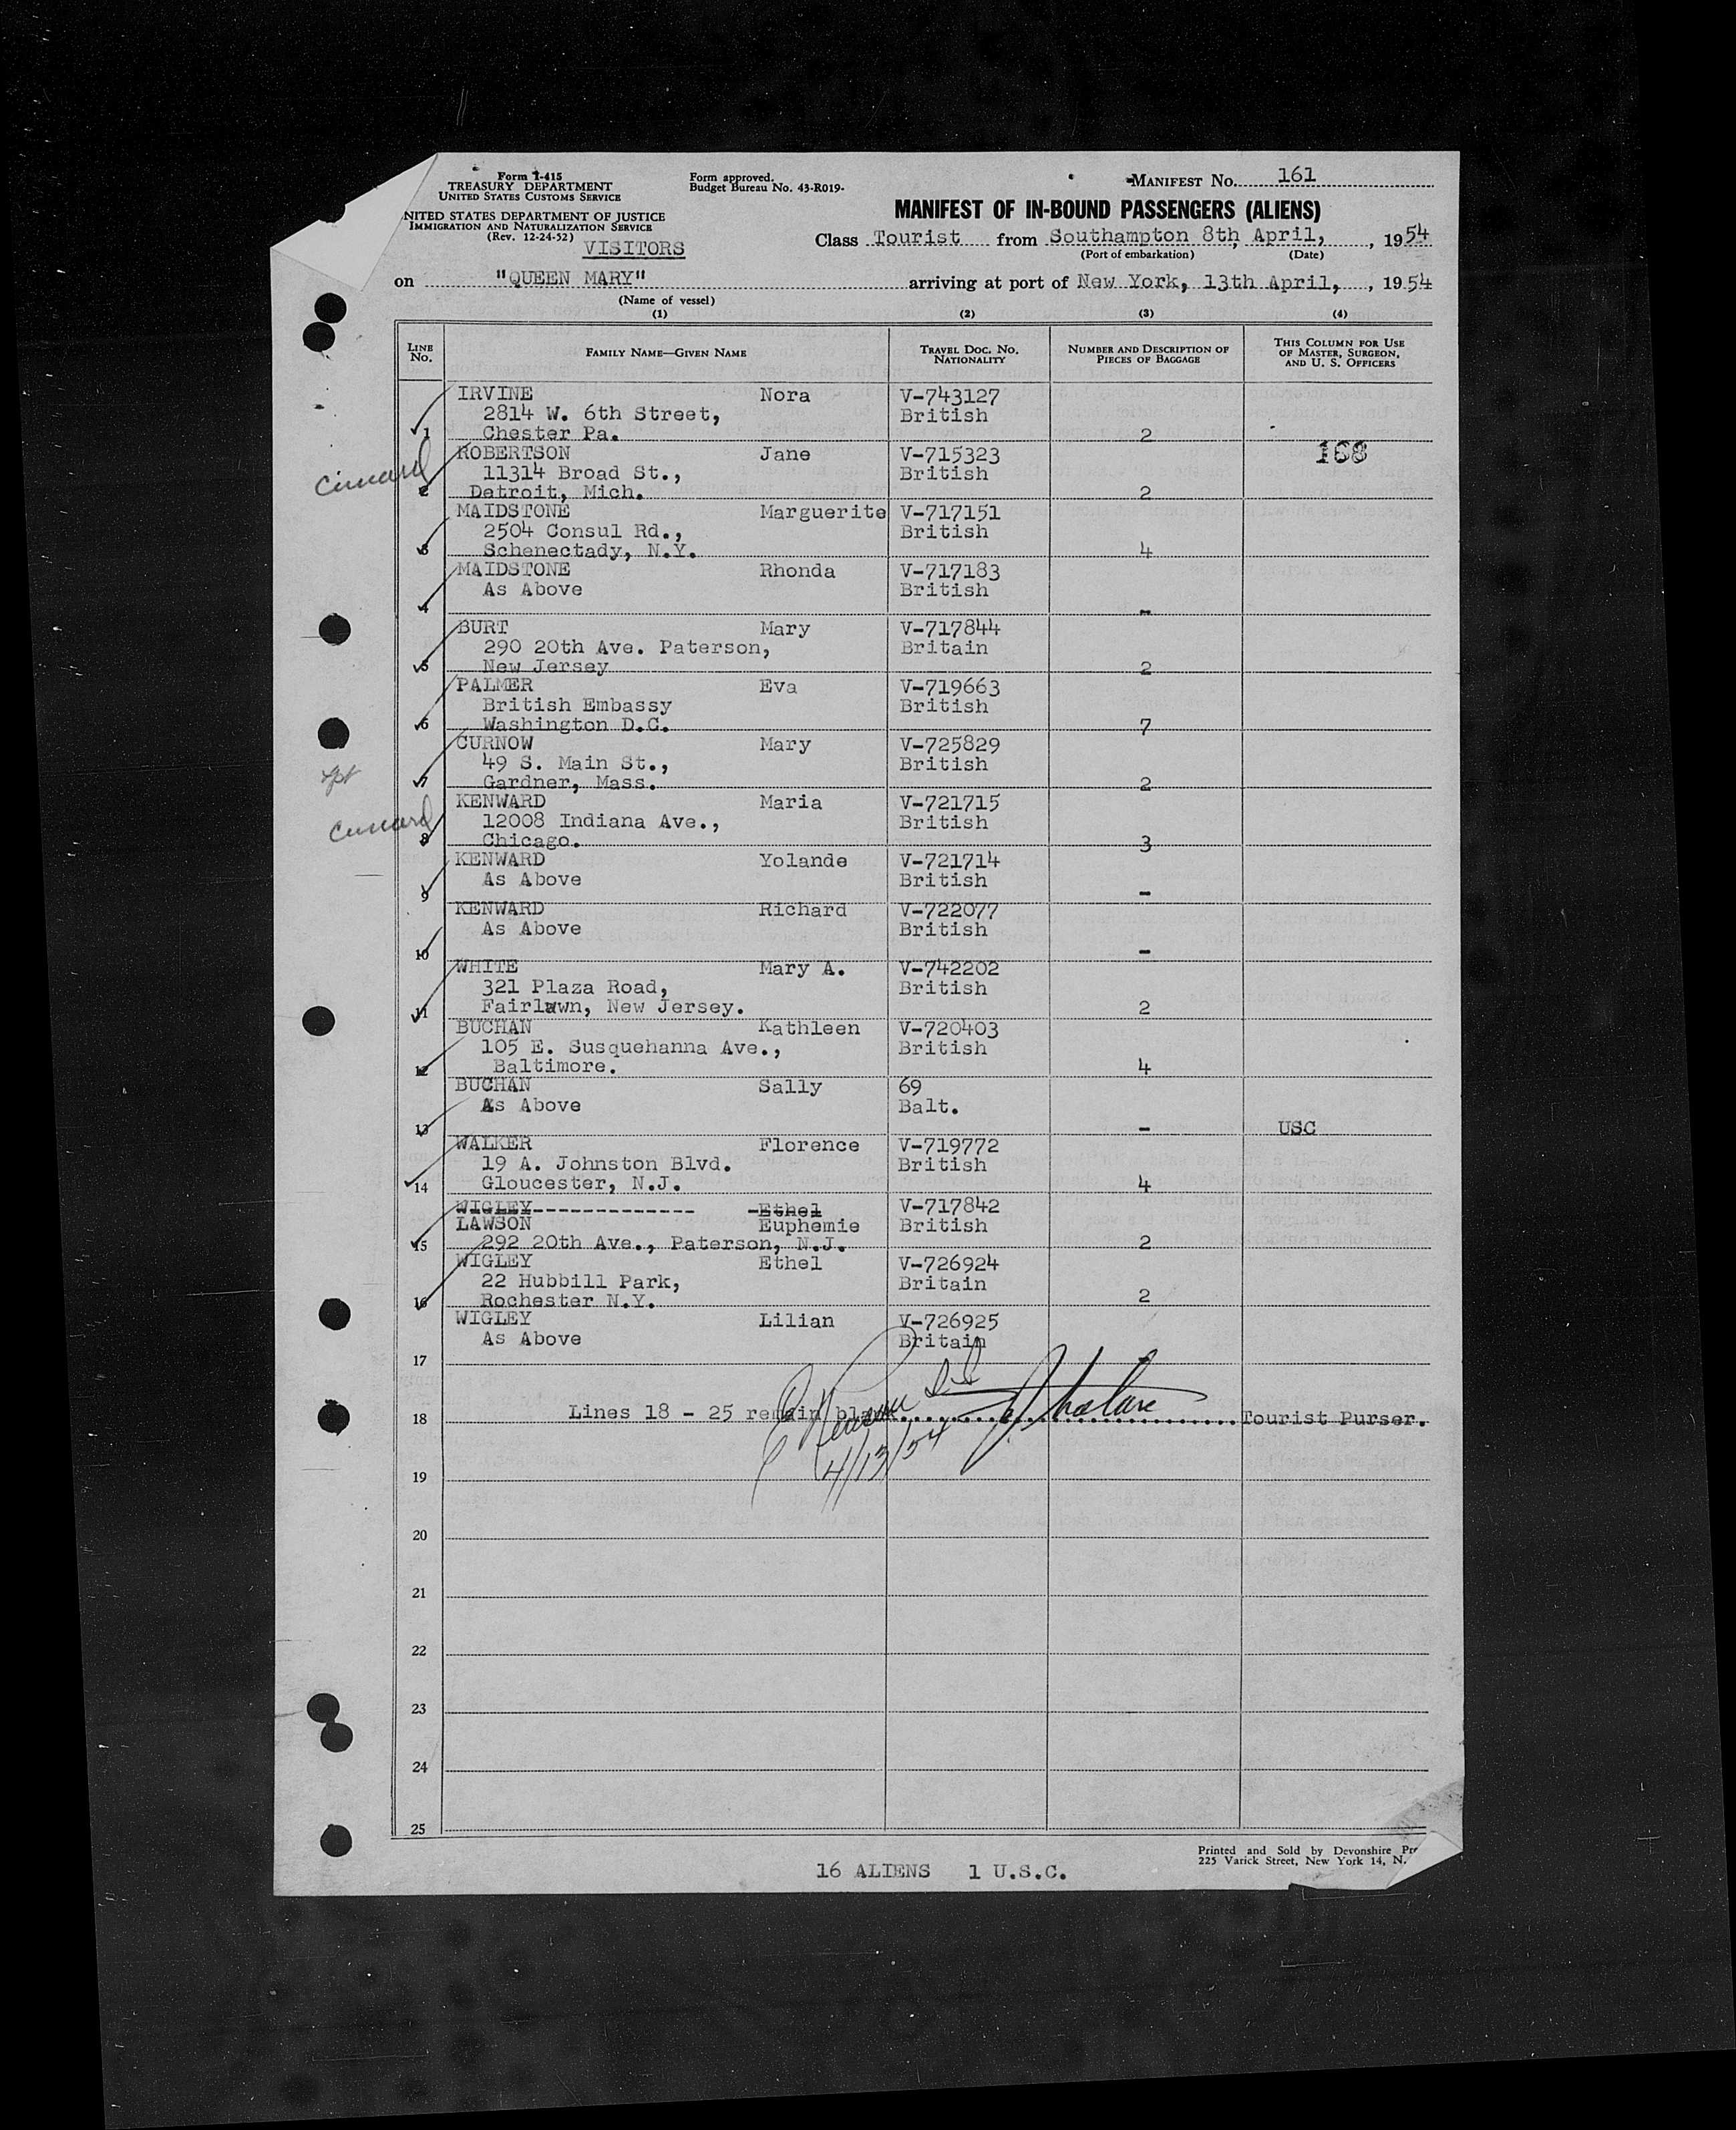 Form I-415
TREASURY DEPARTMENT
UNITED STATES CUSTOMS SERVICE
Form approved.
Budget Bureau No. 43-R019-
MANIFEST No. 161
NITED STATES DEPARTMENT OF JUSTICE
IMMIGRATION AND NATURALIZATION SERVICE
(Rev. 12-24-52)
VISITORS
MANIFEST OF IN-BOUND PASSENGERS (ALIENS)
Class Tourist from Southampton 8th, April, , 1954
(Port of embarkation) (Date)
on "QUEEN MARY" arriving at port of New York, 13th April, , 1954
(Name of vessel)
(1) (2) (3) (4)
LINE No. FAMILY NAME—GIVEN NAME TRAVEL DOC. NO. NATIONALITY NUMBER AND DESCRIPTION OF PIECES OF BAGGAGE THIS COLUMN FOR USE OF MASTER, SURGEON, AND U. S. OFFICERS
IRVINE Nora V-743127
2814 W. 6th Street, British
1 Chester Pa. 2
ROBERTSON Jane V-715323 168
Cunard 11314 Broad St., British
2 Detroit, Mich. 2
MAIDSTONE Marguerite V-717151
2504 Consul Rd., British
3 Schenectady, N.Y. 4
MAIDSTONE Rhonda V-717183
As Above British
4 -
BURT Mary V-717844
290 20th Ave. Paterson, Britain
5 New Jersey 2
PALMER Eva V-719663
British Embassy British
6 Washington D.C. 7
CURNOW Mary V-725829
49 S. Main St., British
7 Gardner, Mass. 2
KENWARD Maria V-721715
Cunard 12008 Indiana Ave., British
8 Chicago. 3
KENWARD Yolande V-721714
As Above British
9 -
KENWARD Richard V-722077
As Above British
10 -
WHITE Mary A. V-742202
321 Plaza Road, British
11 Fairlawn, New Jersey. 2
BUCHAN Kathleen V-720403
105 E. Susquehanna Ave., British
12 Baltimore. 4
BUCHAN Sally 69
As Above Balt.
13 - USC
WALKER Florence V-719772
19 A. Johnston Blvd. British
14 Gloucester, N.J. 4
WIGLEY------------- -Ethel V-717842
LAWSON Euphemie British
15 292 20th Ave., Paterson, N.J. 2
WIGLEY Ethel V-726924
22 Hubbill Park, Britain
16 Rochester N.Y. 2
WIGLEY Lilian V-726925
As Above Britain
17
18 Lines 18 - 25 remain blank Tourist Purser.
4/13/54
19
20
21
22
23
24
25
Printed and Sold by Devonshire
225 Varick Street, New York 14, N.
16 ALIENS 1 U.S.C.